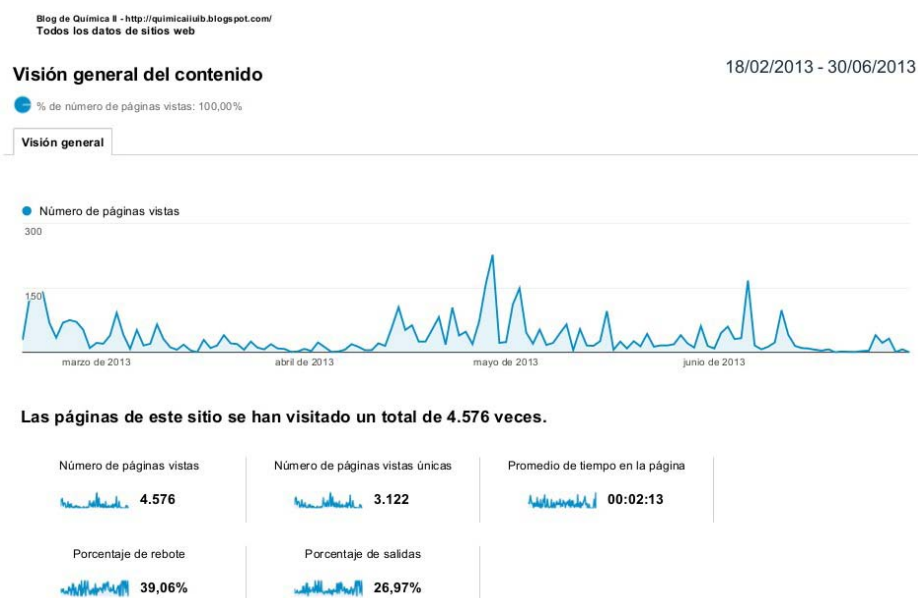 Blog de Química II - http://quimicaiiuib.blogspot.com/
Todos los datos de sitios web
Visión general del contenido
18/02/2013 - 30/06/2013
% de número de páginas vistas: 100,00%
Visión general
Número de páginas vistas
300
150
marzo de 2013 abril de 2013 mayo de 2013 junio de 2013
Las páginas de este sitio se han visitado un total de 4.576 veces.
Número de páginas vistas Número de páginas vistas únicas Promedio de tiempo en la página
4.576 3.122 00:02:13
Porcentaje de rebote Porcentaje de salidas
39,06% 26,97%